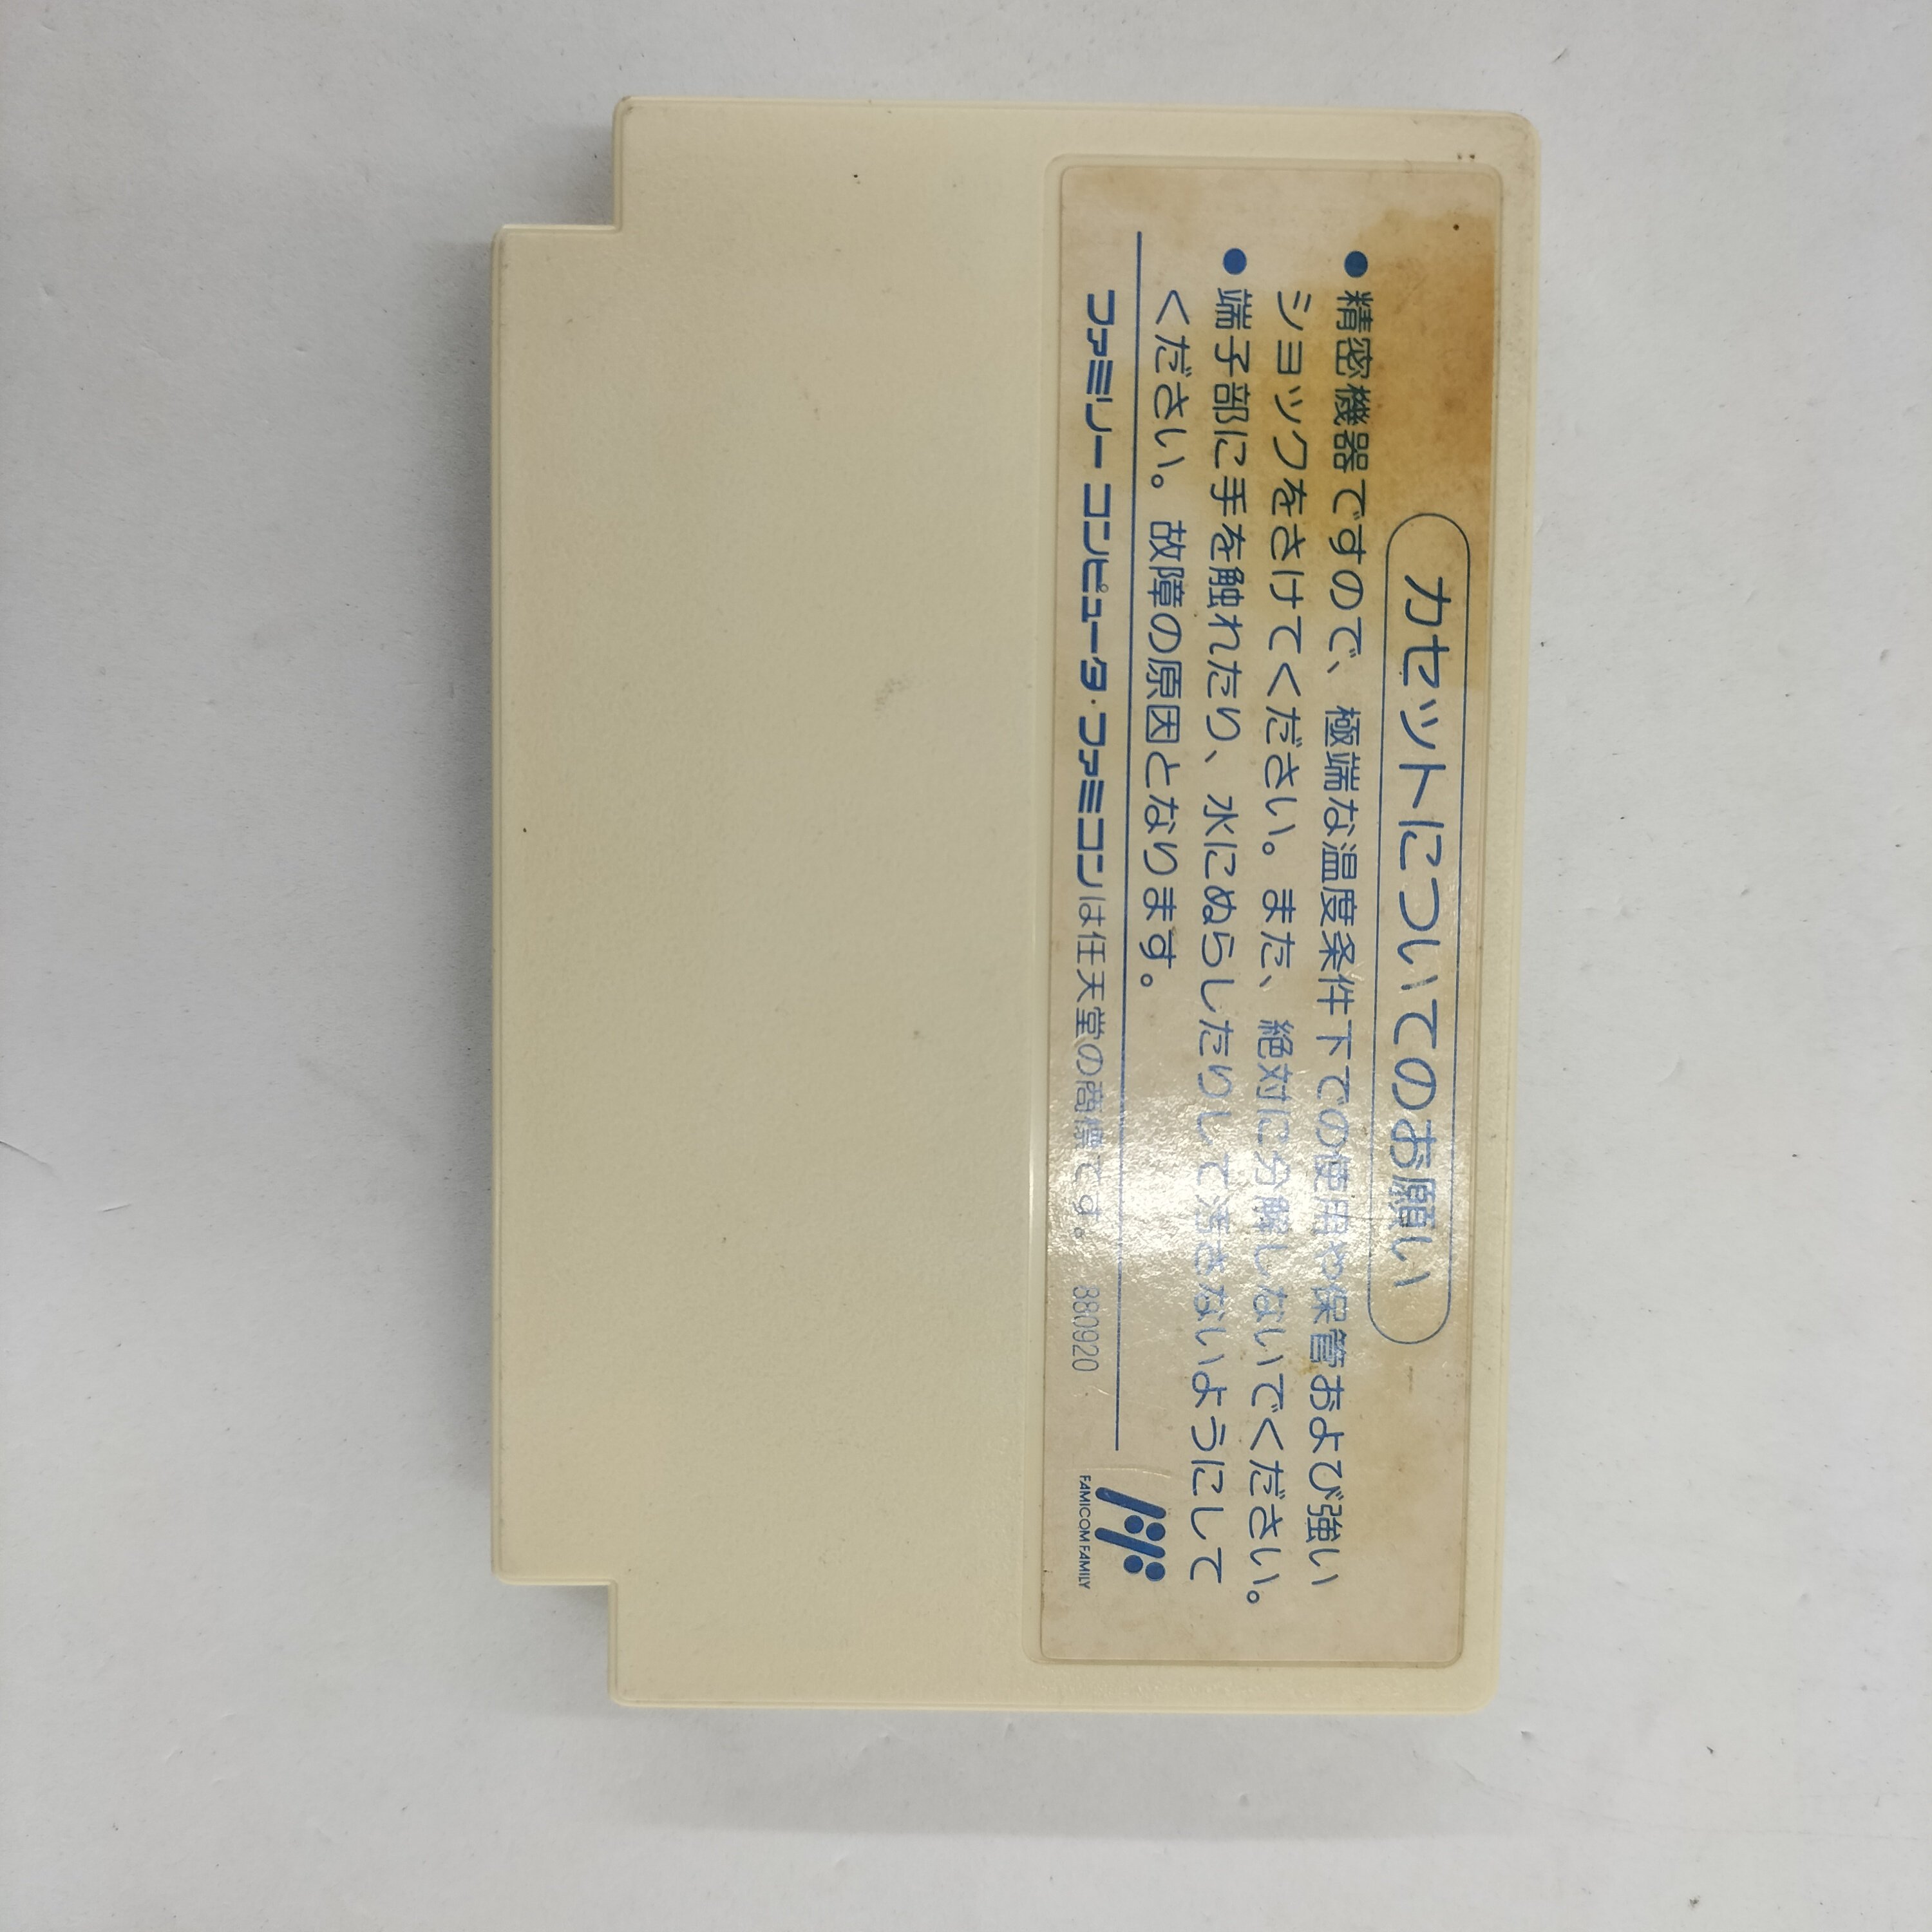 カセットについてのお願い
●精密機器ですので、極端な温度条件下での使用や保管および強い
ショックをさけてください。また、絶対に分解しないでください。
●端子部に手を触れたり、水にぬらしたりして汚さないようにして
ください。故障の原因となります。
ファミリー コンピュータ・ファミコンは任天堂の商標です。 880920
FAMICOM FAMILY